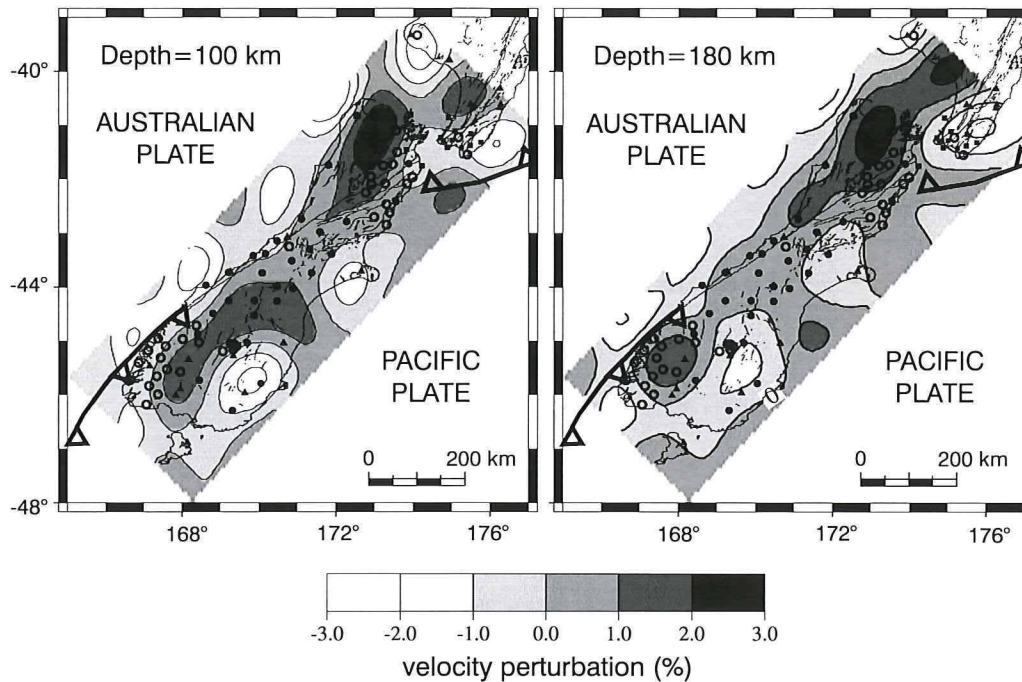 Depth=100 km
AUSTRALIAN
PLATE
PACIFIC
PLATE
0 200 km
-40°
-44°
-48°
168° 172° 176°
Depth=180 km
AUSTRALIAN
PLATE
PACIFIC
PLATE
0 200 km
168° 172° 176°
-3.0 -2.0 -1.0 0.0 1.0 2.0 3.0
velocity perturbation (%)